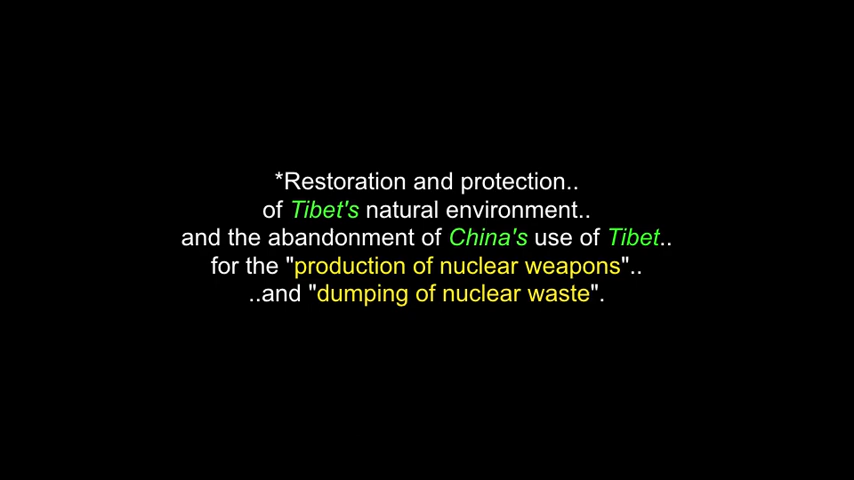 *Restoration and protection..
of Tibet's natural environment..
and the abandonment of China's use of Tibet..
for the "production of nuclear weapons"..
..and "dumping of nuclear waste".